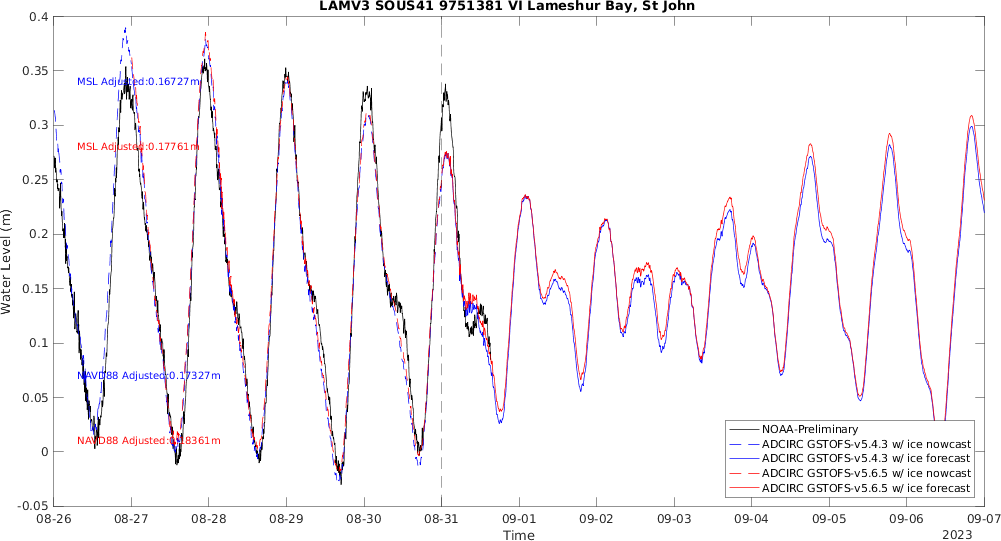 LAMV3 SOUS41 9751381 VI Lameshur Bay, St John
0.4
0.35
0.3
0.25
0.2
0.15
0.1
0.05
0
-0.05
Water Level (m)
MSL Adjusted:0.16727m
MSL Adjusted:0.17761m
NAVD88 Adjusted:0.17327m
NAVD88 Adjusted:0.18361m
NOAA-Preliminary
ADCIRC GSTOFS-v5.4.3 w/ ice nowcast
ADCIRC GSTOFS-v5.4.3 w/ ice forecast
ADCIRC GSTOFS-v5.6.5 w/ ice nowcast
ADCIRC GSTOFS-v5.6.5 w/ ice forecast
08-26 08-27 08-28 08-29 08-30 08-31 09-01 09-02 09-03 09-04 09-05 09-06 09-07
Time
2023